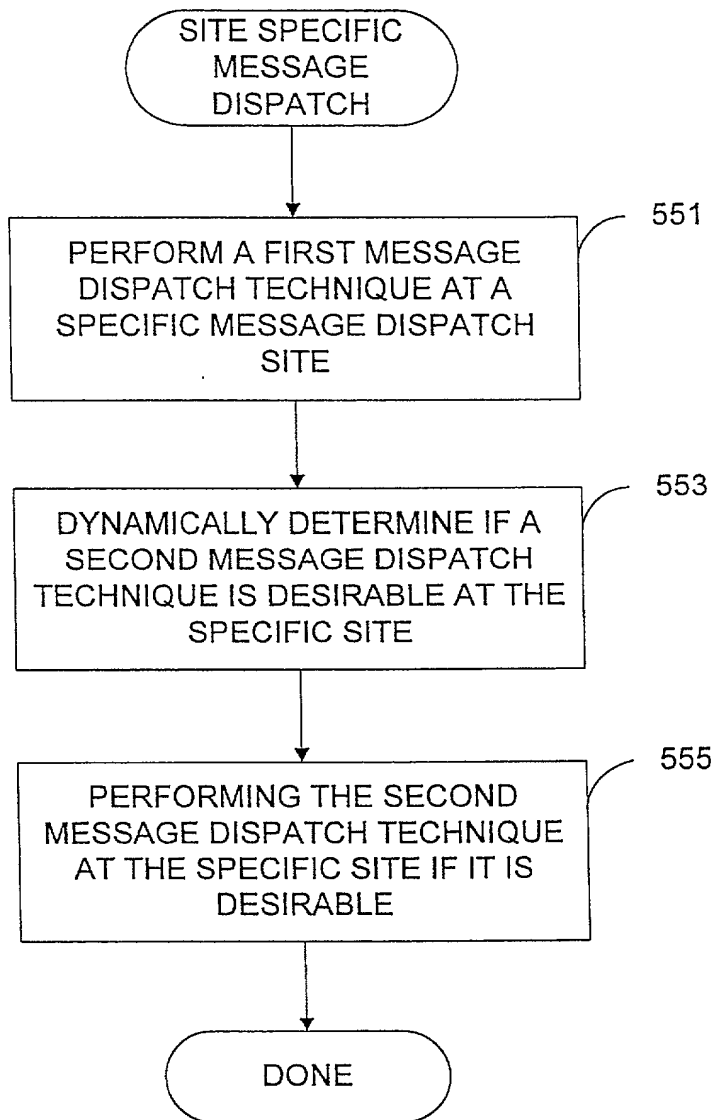 SITE SPECIFIC
MESSAGE
DISPATCH
551
PERFORM A FIRST MESSAGE
DISPATCH TECHNIQUE AT A
SPECIFIC MESSAGE DISPATCH
SITE
553
DYNAMICALLY DETERMINE IF A
SECOND MESSAGE DISPATCH
TECHNIQUE IS DESIRABLE AT THE
SPECIFIC SITE
555
PERFORMING THE SECOND
MESSAGE DISPATCH TECHNIQUE
AT THE SPECIFIC SITE IF IT IS
DESIRABLE
DONE